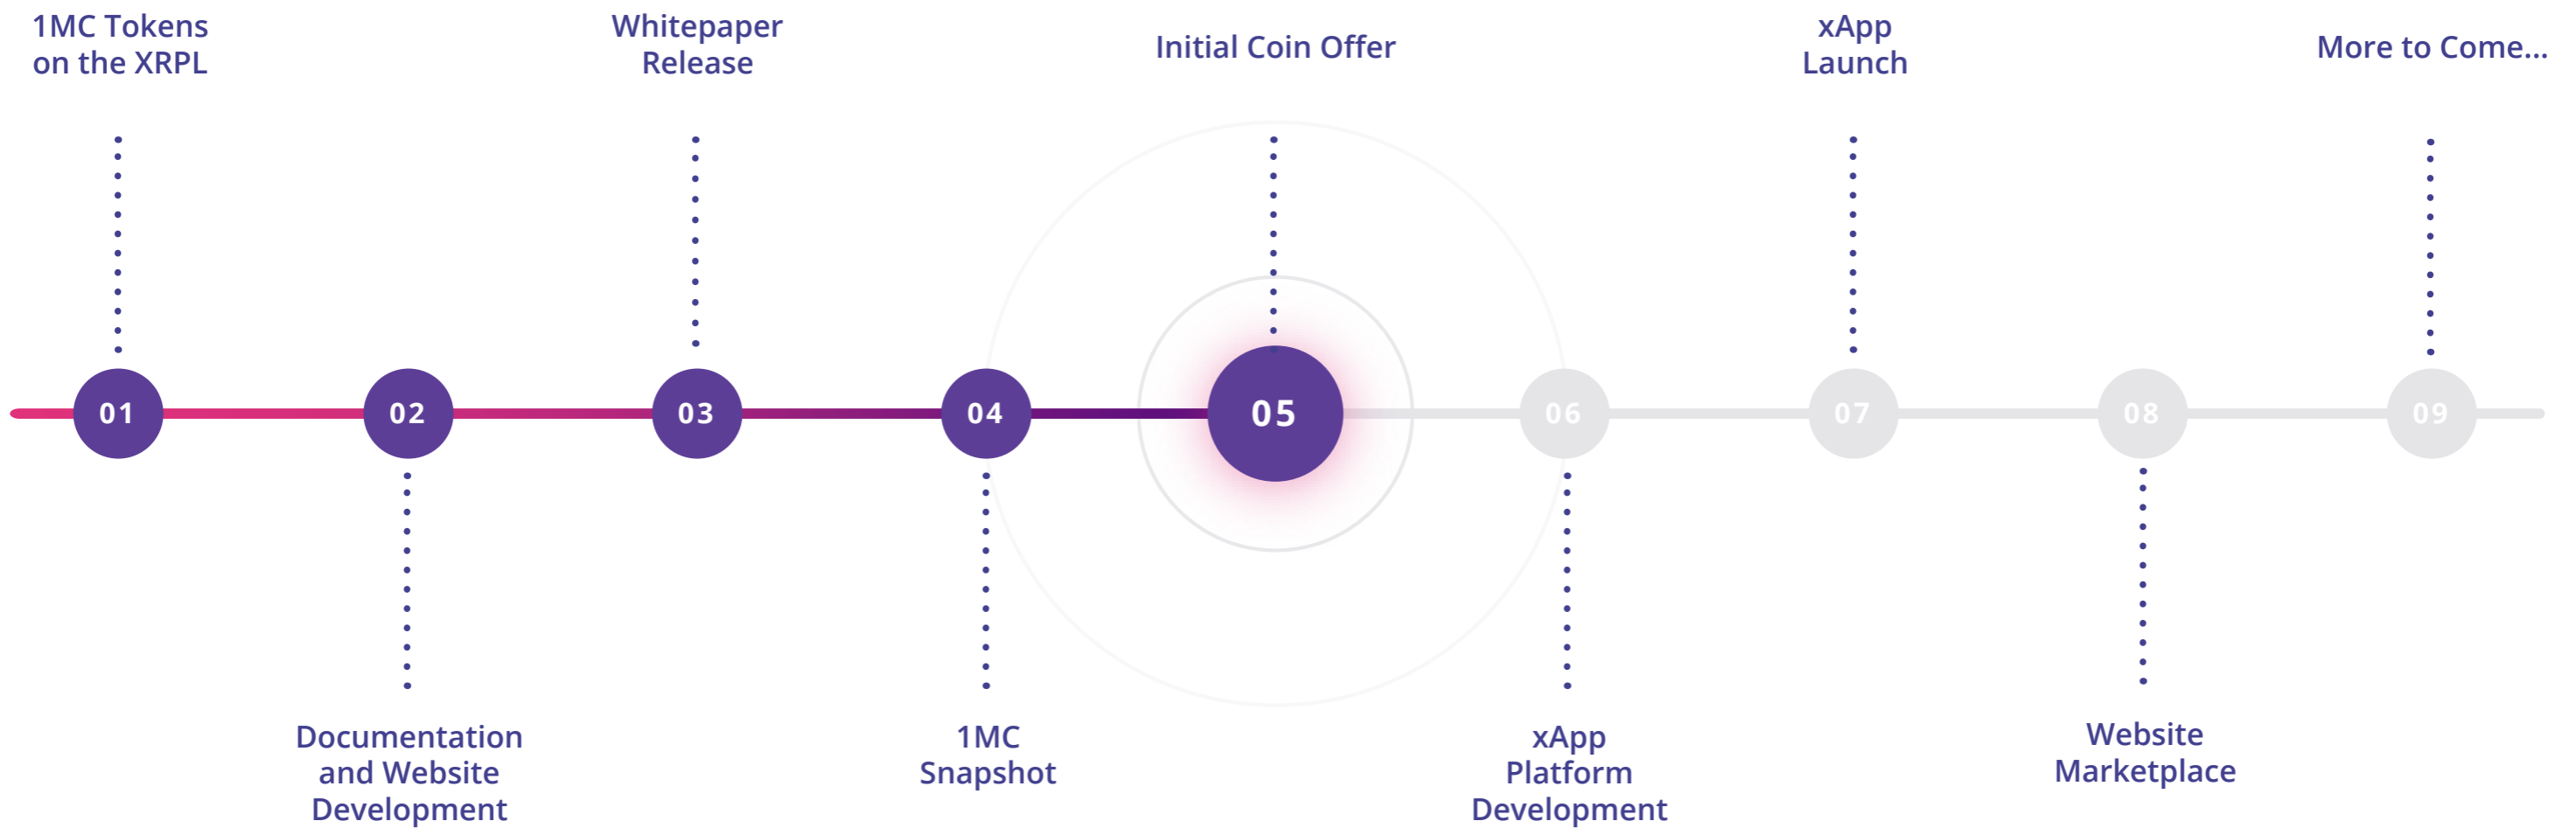 1MC Tokens
on the XRPL
Whitepaper
Release
Initial Coin Offer
xApp
Launch
More to Come...
01
02
03
04
05
06
07
08
09
Documentation
and Website
Development
1MC
Snapshot
xApp
Platform
Development
Website
Marketplace